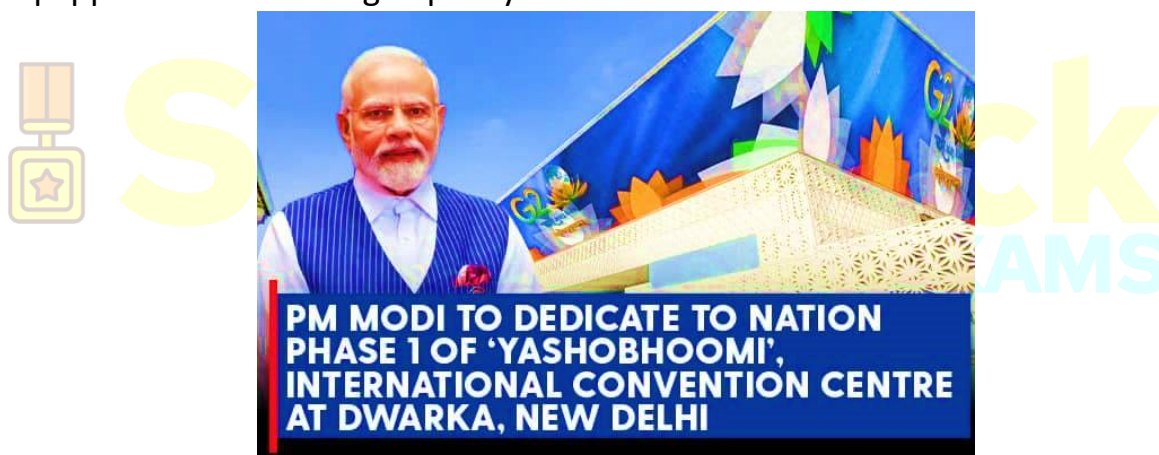 PM MODI TO DEDICATE TO NATION
PHASE 1 OF ‘YASHOBHOOMI’,
INTERNATIONAL CONVENTION CENTRE
AT DWARKA, NEW DELHI